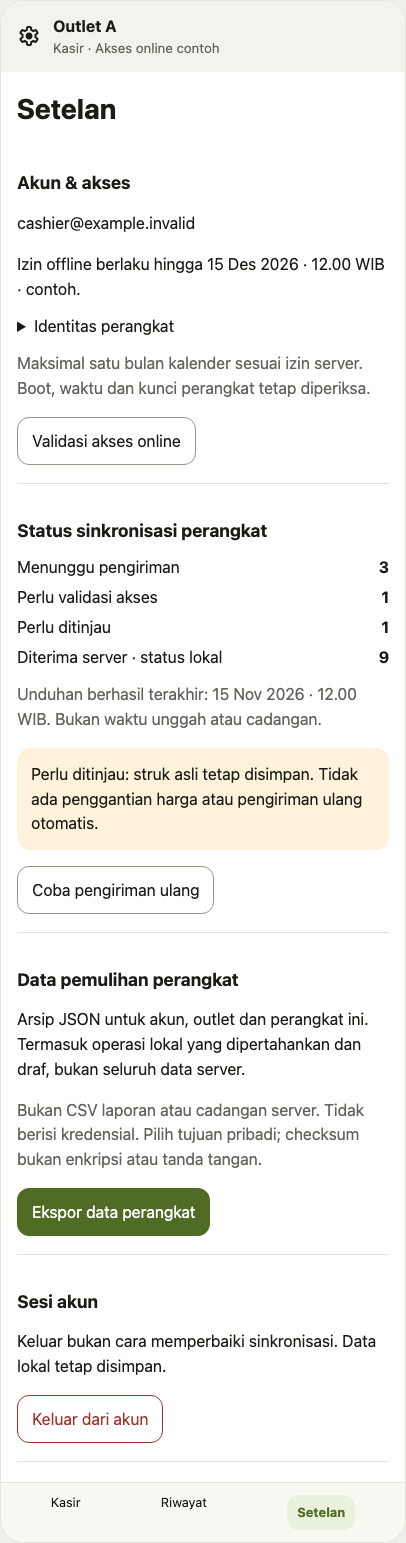 Outlet A
Kasir · Akses online contoh
Setelan
Akun & akses
cashier@example.invalid
Izin offline berlaku hingga 15 Des 2026 · 12.00 WIB
· contoh.
Identitas perangkat
Maksimal satu bulan kalender sesuai izin server.
Boot, waktu dan kunci perangkat tetap diperiksa.
Validasi akses online
Status sinkronisasi perangkat
Menunggu pengiriman 3
Perlu validasi akses 1
Perlu ditinjau 1
Diterima server · status lokal 9
Unduhan berhasil terakhir: 15 Nov 2026 · 12.00
WIB. Bukan waktu unggah atau cadangan.
Perlu ditinjau: struk asli tetap disimpan. Tidak
ada penggantian harga atau pengiriman ulang
otomatis.
Coba pengiriman ulang
Data pemulihan perangkat
Arsip JSON untuk akun, outlet dan perangkat ini.
Termasuk operasi lokal yang dipertahankan dan
draf, bukan seluruh data server.
Bukan CSV laporan atau cadangan server. Tidak
berisi kredensial. Pilih tujuan pribadi; checksum
bukan enkripsi atau tanda tangan.
Ekspor data perangkat
Sesi akun
Keluar bukan cara memperbaiki sinkronisasi. Data
lokal tetap disimpan.
Keluar dari akun
Kasir Riwayat Setelan